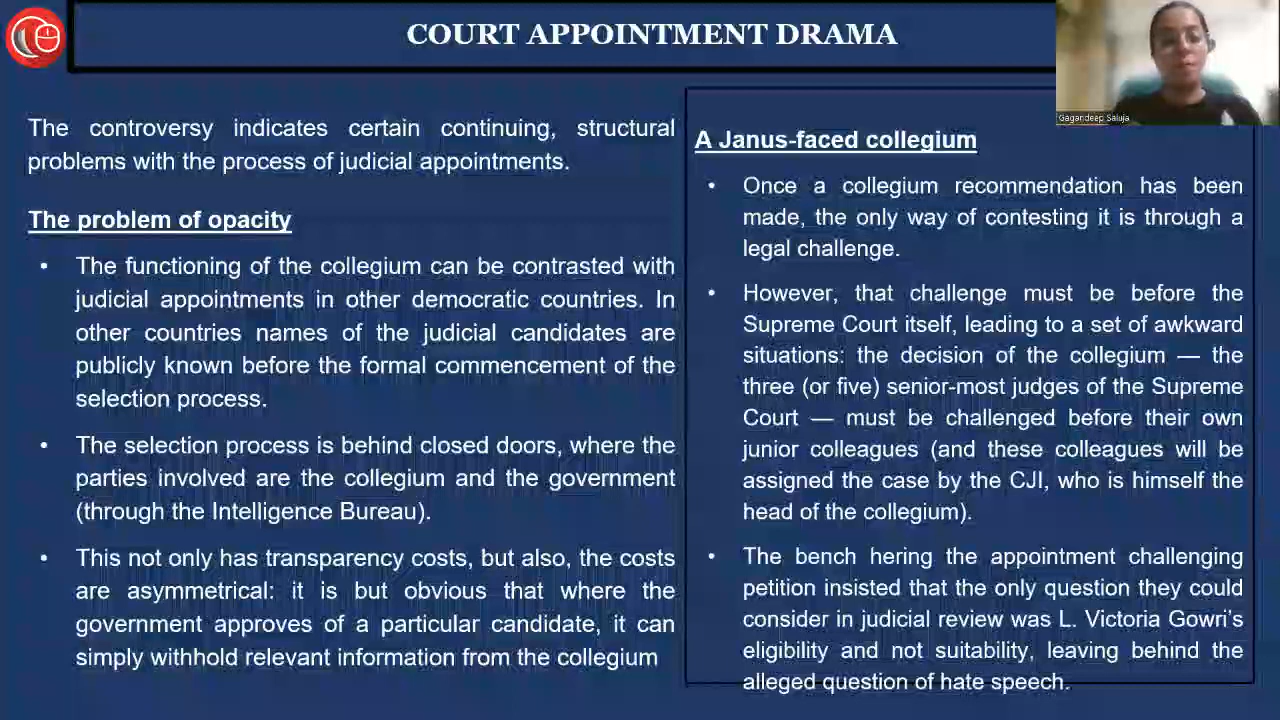 COURT APPOINTMENT DRAMA
Gagandeep Saluja
The controversy indicates certain continuing, structural
problems with the process of judicial appointments.
The problem of opacity
• The functioning of the collegium can be contrasted with
judicial appointments in other democratic countries. In
other countries names of the judicial candidates are
publicly known before the formal commencement of the
selection process.
• The selection process is behind closed doors, where the
parties involved are the collegium and the government
(through the Intelligence Bureau).
• This not only has transparency costs, but also, the costs
are asymmetrical: it is but obvious that where the
government approves of a particular candidate, it can
simply withhold relevant information from the collegium
A Janus-faced collegium
• Once a collegium recommendation has been
made, the only way of contesting it is through a
legal challenge.
• However, that challenge must be before the
Supreme Court itself, leading to a set of awkward
situations: the decision of the collegium — the
three (or five) senior-most judges of the Supreme
Court — must be challenged before their own
junior colleagues (and these colleagues will be
assigned the case by the CJI, who is himself the
head of the collegium).
• The bench hering the appointment challenging
petition insisted that the only question they could
consider in judicial review was L. Victoria Gowri's
eligibility and not suitability, leaving behind the
alleged question of hate speech.